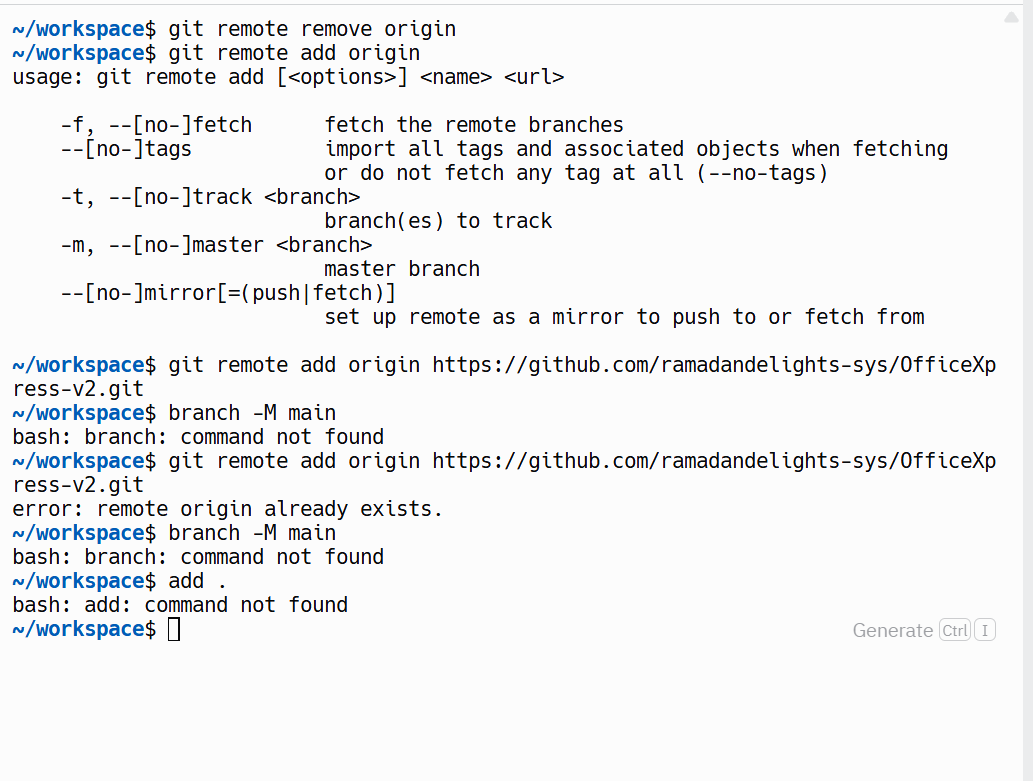 ~/workspace$ git remote remove origin
~/workspace$ git remote add origin
usage: git remote add [<options>] <name> <url>

    -f, --[no-]fetch      fetch the remote branches
    --[no-]tags           import all tags and associated objects when fetching
                          or do not fetch any tag at all (--no-tags)
    -t, --[no-]track <branch>
                          branch(es) to track
    -m, --[no-]master <branch>
                          master branch
    --[no-]mirror[=(push|fetch)]
                          set up remote as a mirror to push to or fetch from

~/workspace$ git remote add origin https://github.com/ramadandelights-sys/OfficeXp
ress-v2.git
~/workspace$ branch -M main
bash: branch: command not found
~/workspace$ git remote add origin https://github.com/ramadandelights-sys/OfficeXp
ress-v2.git
error: remote origin already exists.
~/workspace$ branch -M main
bash: branch: command not found
~/workspace$ add .
bash: add: command not found
~/workspace$
Generate Ctrl I